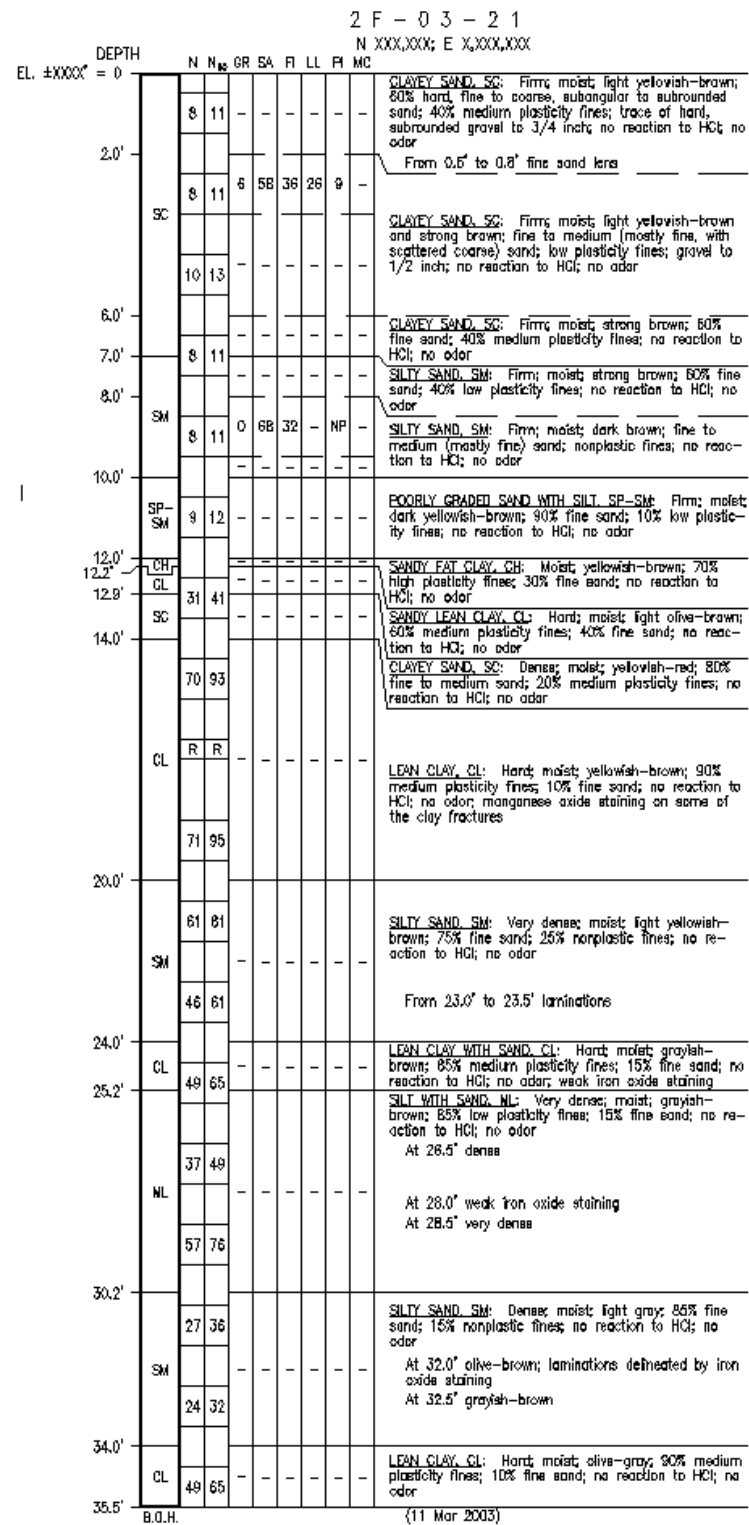 2F-03-21
N XXX,XXX; E X,XXX,XXX
DEPTH
N N₆₀ GR SA FI LL PI MC
EL. ±XXXX' = 0
CLAYEY SAND, SC: Firm; moist; light yellowish-brown;
60% hard, fine to coarse, subangular to subrounded
sand; 40% medium plasticity fines; trace of hard,
subrounded gravel to 3/4 inch; no reaction to HCl; no
odor
8 11 - - - - - -
2.0'
From 0.6' to 0.8' fine sand lens
8 11 6 58 36 26 9 -
SC
CLAYEY SAND, SC: Firm; moist; light yellowish-brown
and strong brown; fine to medium (mostly fine, with
scattered coarse) sand; low plasticity fines; gravel to
1/2 inch; no reaction to HCl; no odor
10 13 - - - - - -
6.0'
CLAYEY SAND, SC: Firm; moist; strong brown; 60%
fine sand; 40% medium plasticity fines; no reaction to
HCl; no odor
- - - - - -
7.0'
8 11
SILTY SAND, SM: Firm; moist; strong brown; 60% fine
sand; 40% low plasticity fines; no reaction to HCl; no
odor
- - - - - -
8.0'
SM
8 11 0 68 32 - NP -
SILTY SAND, SM: Firm; moist; dark brown; fine to
medium (mostly fine) sand; nonplastic fines; no reac-
tion to HCl; no odor
- - - - - -
10.0'
SP-
SM
9 12 - - - - - -
POORLY GRADED SAND WITH SILT, SP-SM: Firm; moist;
dark yellowish-brown; 90% fine sand; 10% low plastic-
ity fines; no reaction to HCl; no odor
12.0'
CH
- - - - - -
12.2'
SANDY FAT CLAY, CH: Moist; yellowish-brown; 70%
high plasticity fines; 30% fine sand; no reaction to
HCl; no odor
CL
- - - - - -
12.9'
31 41
SANDY LEAN CLAY, CL: Hard; moist; light olive-brown;
60% medium plasticity fines; 40% fine sand; no reac-
tion to HCl; no odor
SC
- - - - - -
14.0'
CLAYEY SAND, SC: Dense; moist; yellowish-red; 80%
fine to medium sand; 20% medium plasticity fines; no
reaction to HCl; no odor
70 93
R R
CL
- - - - - -
LEAN CLAY, CL: Hard; moist; yellowish-brown; 90%
medium plasticity fines; 10% fine sand; no reaction to
HCl; no odor; manganese oxide staining on some of
the clay fractures
71 95
20.0'
61 81
SILTY SAND, SM: Very dense; moist; light yellowish-
brown; 75% fine sand; 25% nonplastic fines; no re-
action to HCl; no odor
SM
- - - - - -
46 61
From 23.0' to 23.5' laminations
24.0'
LEAN CLAY WITH SAND, CL: Hard; moist; grayish-
brown; 85% medium plasticity fines; 15% fine sand; no
reaction to HCl; no odor; weak iron oxide staining
CL
- - - - - -
49 65
25.2'
SILT WITH SAND, ML: Very dense; moist; grayish-
brown; 85% low plasticity fines; 15% fine sand; no re-
action to HCl; no odor
At 26.5' dense
37 49
ML
- - - - - -
At 28.0' weak iron oxide staining
At 28.5' very dense
57 76
30.2'
27 36
SILTY SAND, SM: Dense; moist; light gray; 85% fine
sand; 15% nonplastic fines; no reaction to HCl; no
odor
SM
- - - - - -
At 32.0' olive-brown; laminations delineated by iron
oxide staining
At 32.5' grayish-brown
24 32
34.0'
CL
49 65 - - - - - -
LEAN CLAY, CL: Hard; moist; olive-gray; 90% medium
plasticity fines; 10% fine sand; no reaction to HCl; no
odor
35.5'
B.O.H.
(11 Mar 2003)